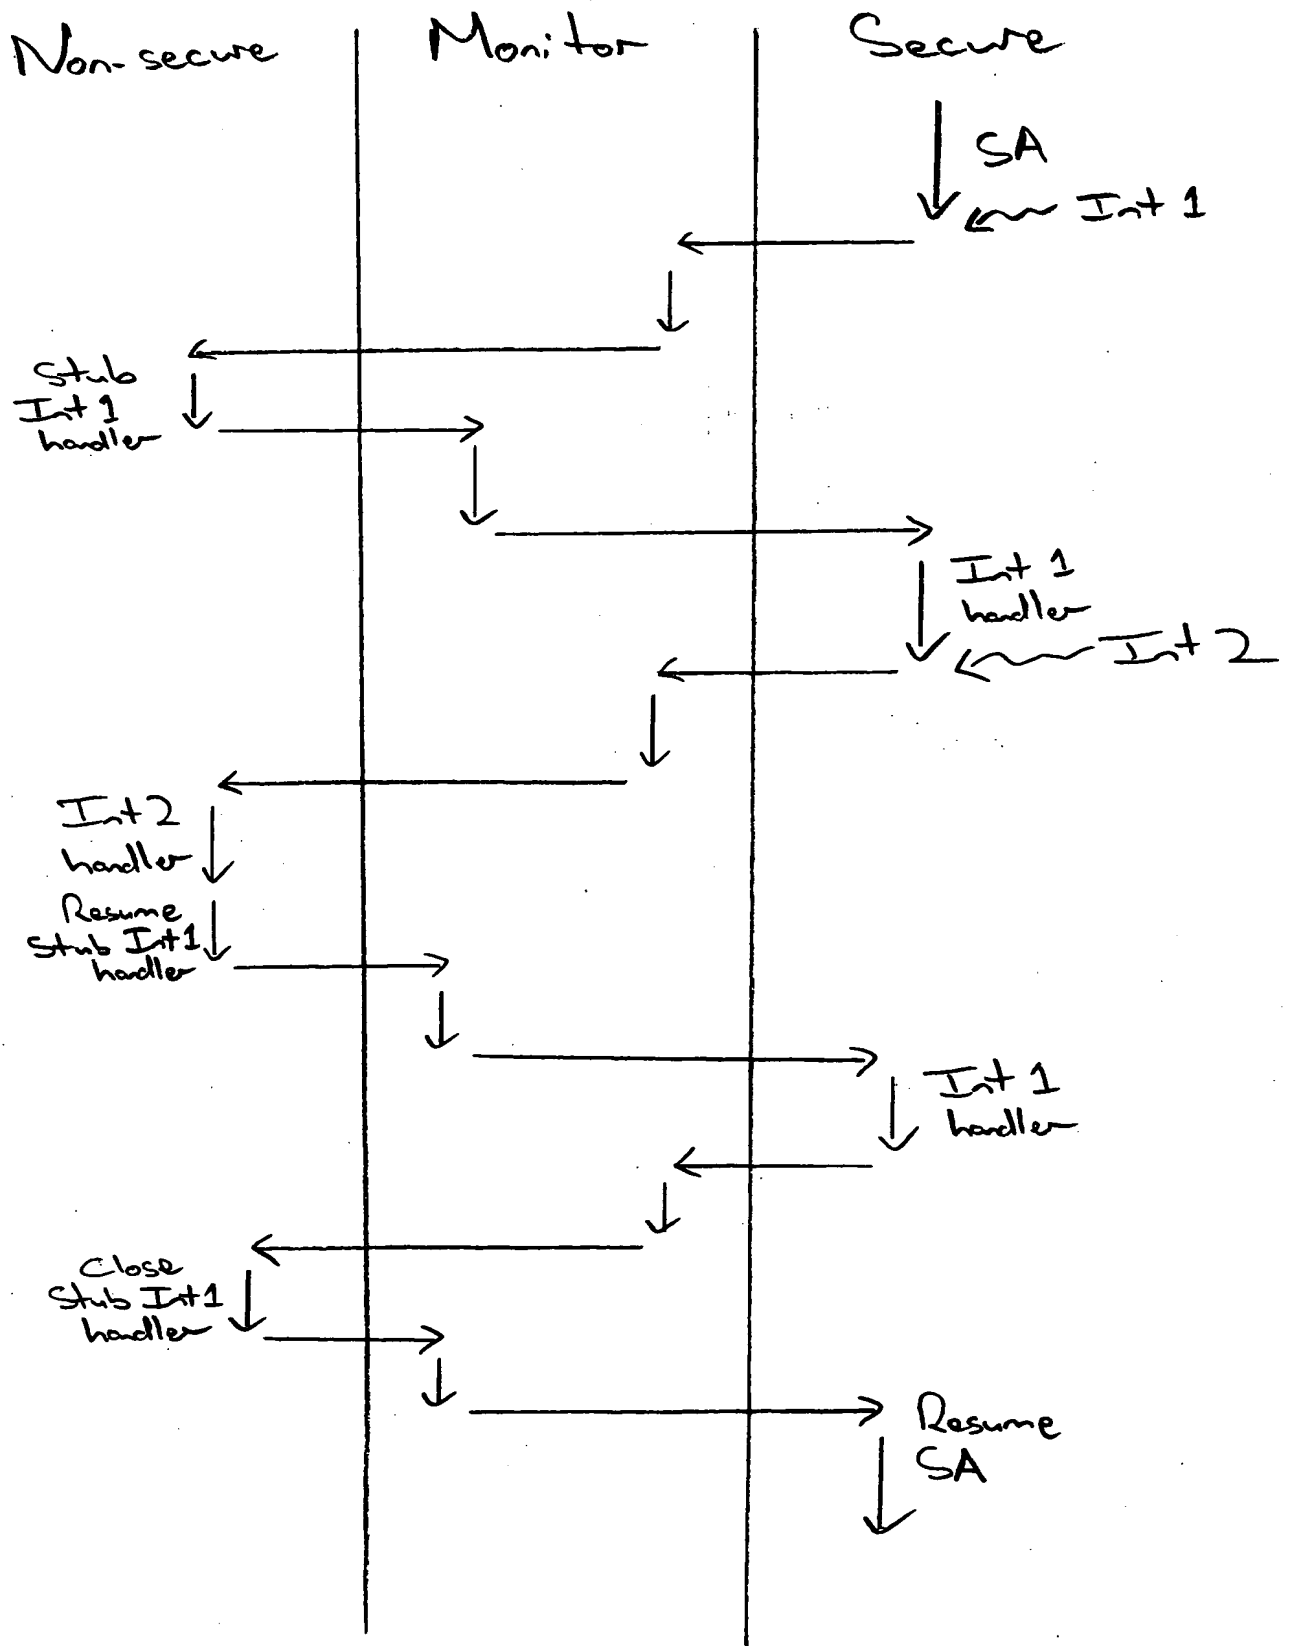 Non-secure
Monitor
Secure
SA
Int 1
Stub
Int 1
handler
Int 1
handler
Int 2
Int 2
handler
Resume
Stub Int 1
handler
Int 1
handler
Close
Stub Int 1
handler
Resume
SA